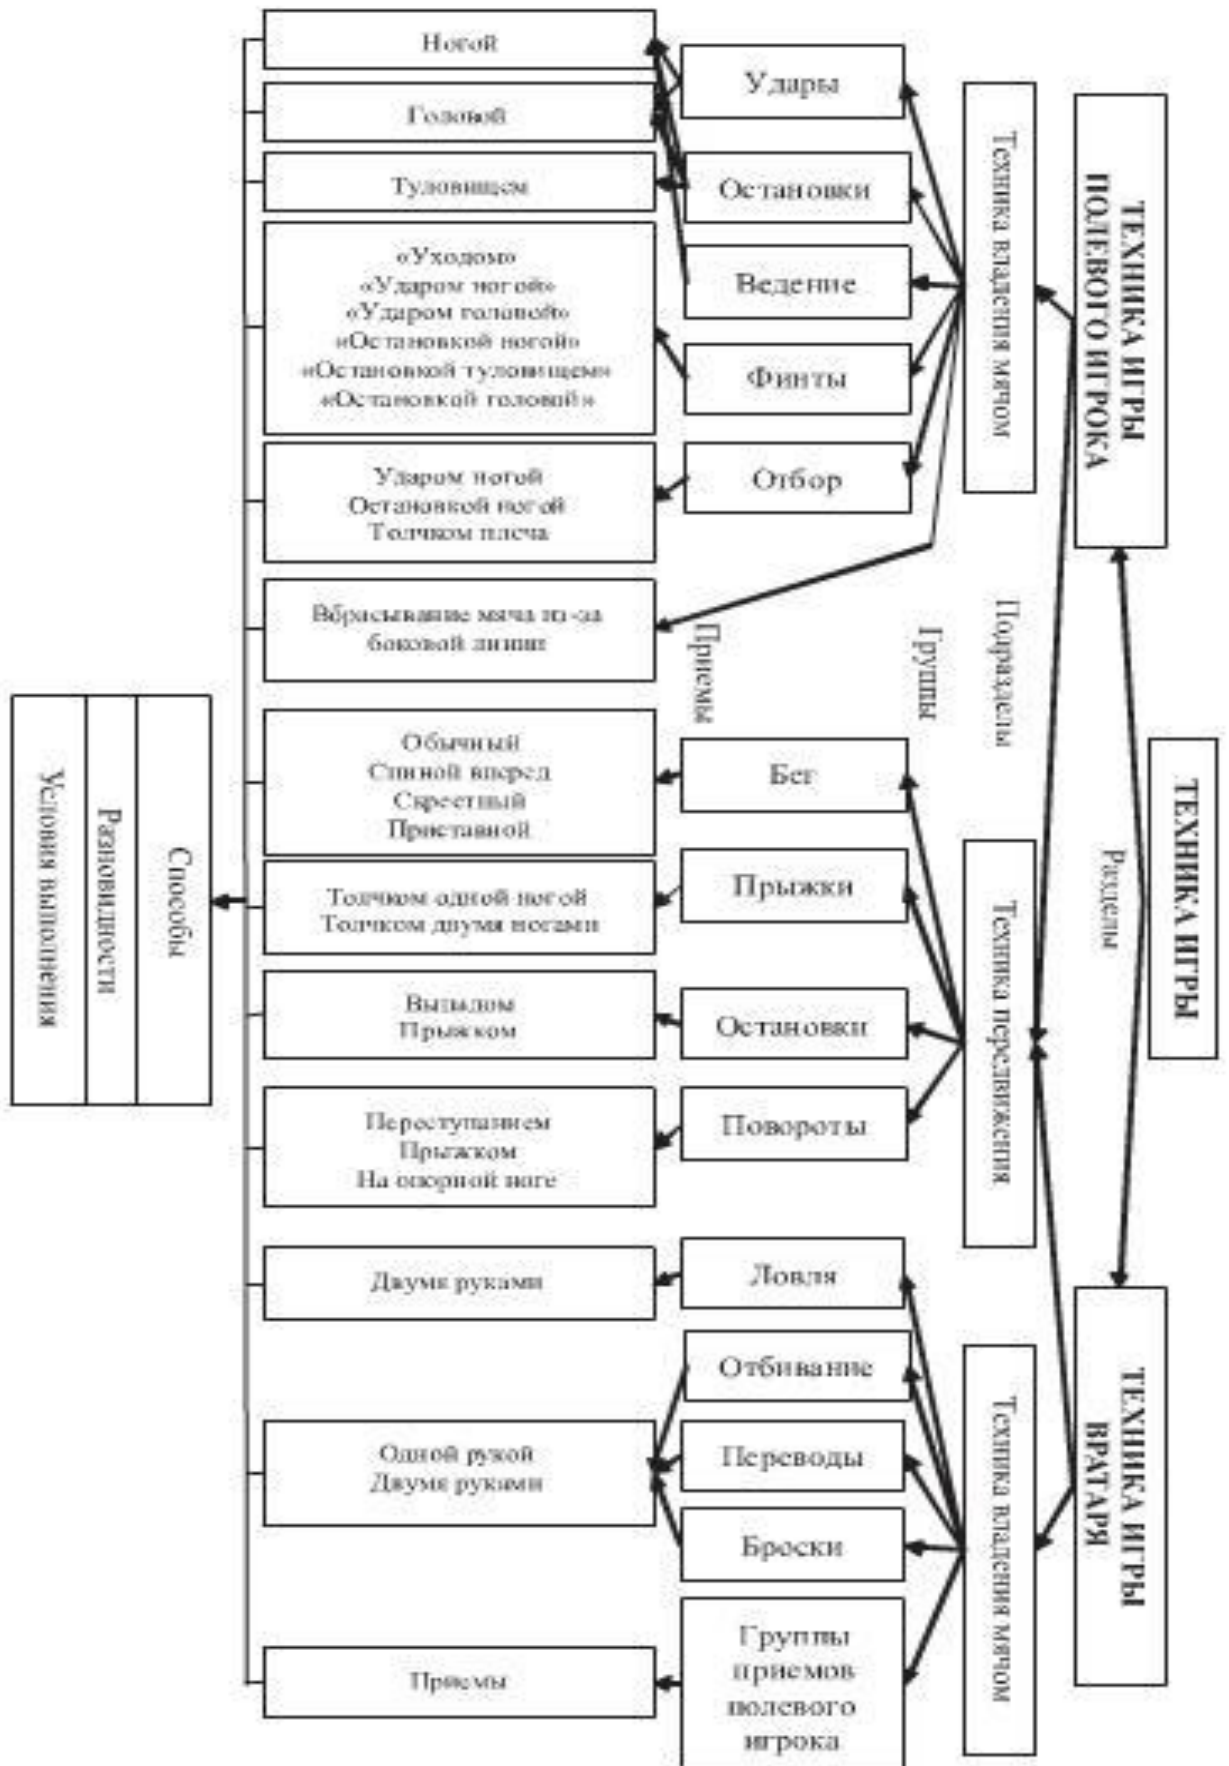 ТЕХНИКА ИГРЫ
Разделы
ТЕХНИКА ИГРЫ
ПОЛЕВОГО ИГРОКА
ТЕХНИКА ИГРЫ
ВРАТАРЯ
Подразделы
Техника владения мячом
Техника передвижения
Техника владения мячом
Группы
Удары
Остановки
Ведение
Финты
Отбор
Бег
Прыжки
Остановки
Повороты
Ловля
Отбивание
Переводы
Броски
Группы
приемов
полевого
игрока
Приемы
Ногой
Головой
Туловищем
«Уходом»
«Ударом ногой»
«Ударом головой»
«Остановкой ногой»
«Остановкой туловищем»
«Остановкой головой»
Ударом ногой
Остановкой ногой
Толчком плеча
Вбрасывание мяча из-за
боковой линии
Обычный
Спиной вперед
Скрестный
Приставной
Толчком одной ногой
Толчком двумя ногами
Выпадом
Прыжком
Переступанием
Прыжком
На опорной ноге
Двумя руками
Одной рукой
Двумя руками
Приемы
Способы
Разновидности
Условия выполнения